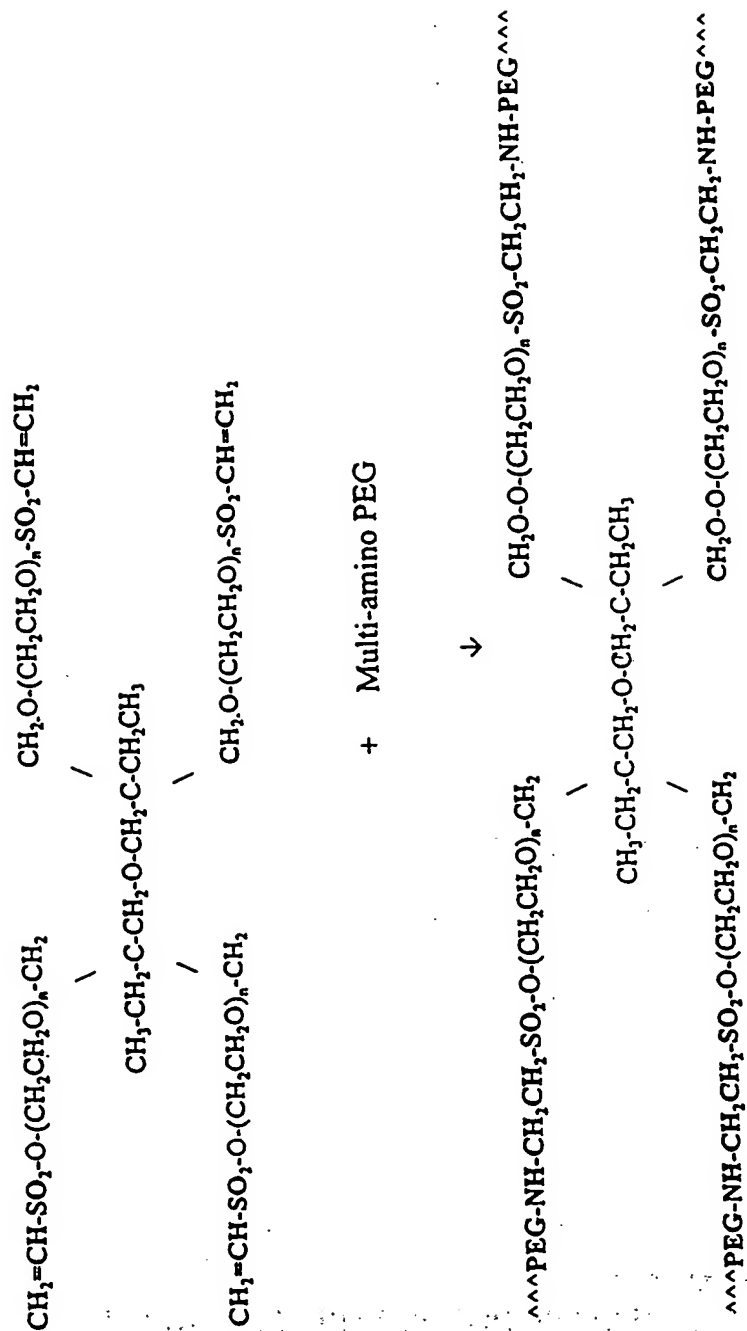 CH₂=CH-SO₂-O-(CH₂CH₂O)ₙ-CH₂ CH₂-O-(CH₂CH₂O)ₙ-SO₂-CH=CH₂
\ /
CH₃-CH₂-C-CH₂-O-CH₂-C-CH₂CH₃
/ \
CH₂=CH-SO₂-O-(CH₂CH₂O)ₙ-CH₂ CH₂-O-(CH₂CH₂O)ₙ-SO₂-CH=CH₂
+ Multi-amino PEG
↓
^^^PEG-NH-CH₂CH₂-SO₂-O-(CH₂CH₂O)ₙ-CH₂ CH₂O-O-(CH₂CH₂O)ₙ-SO₂-CH₂CH₂-NH-PEG^^^
\ /
CH₃-CH₂-C-CH₂-O-CH₂-C-CH₂CH₃
/ \
^^^PEG-NH-CH₂CH₂-SO₂-O-(CH₂CH₂O)ₙ-CH₂ CH₂O-O-(CH₂CH₂O)ₙ-SO₂-CH₂CH₂-NH-PEG^^^